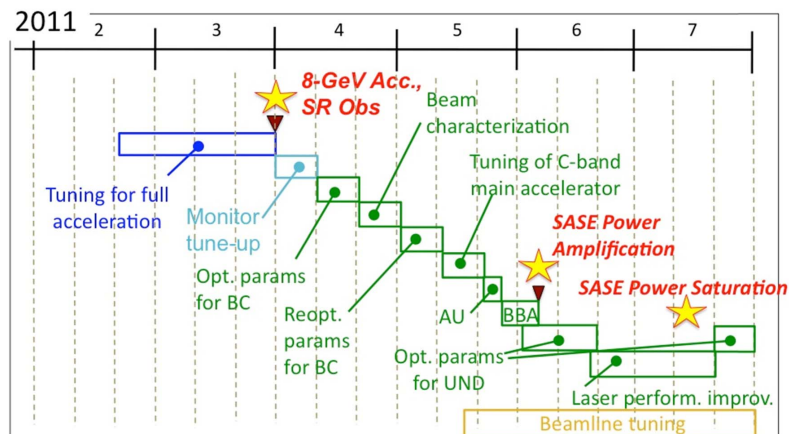 2011
2 3 4 5 6 7
8-GeV Acc.,
SR Obs
Beam
characterization
Tuning of C-band
main accelerator
Tuning for full
acceleration
Monitor
tune-up
SASE Power
Amplification
Opt. params
for BC
SASE Power Saturation
Reopt.
params
for BC
AU
BBA
Opt. params
for UND
Laser perform. improv.
Beamline tuning